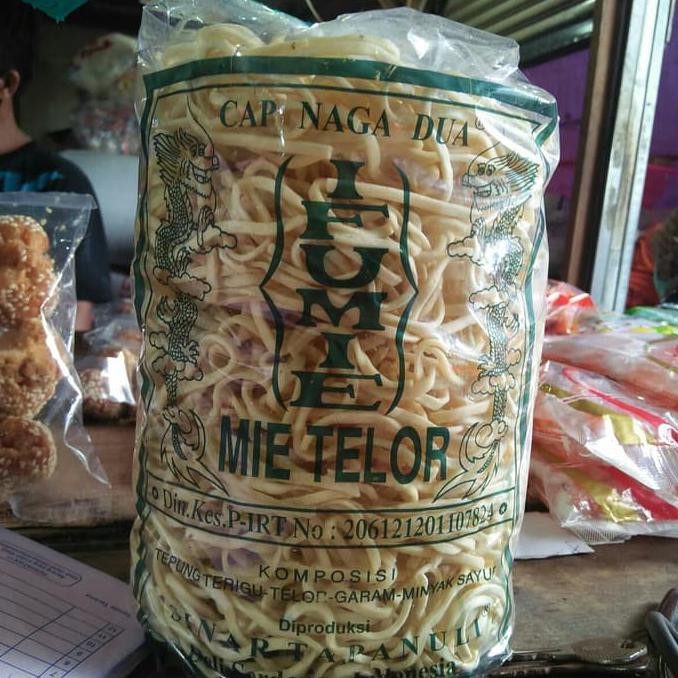 CAP NAGA DUA®
IFUMIE
MIE TELOR
Din.Kes.P-IRT No : 206121201107824
KOMPOSISI
TEPUNG TERIGU-TELOR-GARAM-MINYAK SAYUR
Diproduksi
SINAR TAPANULI®